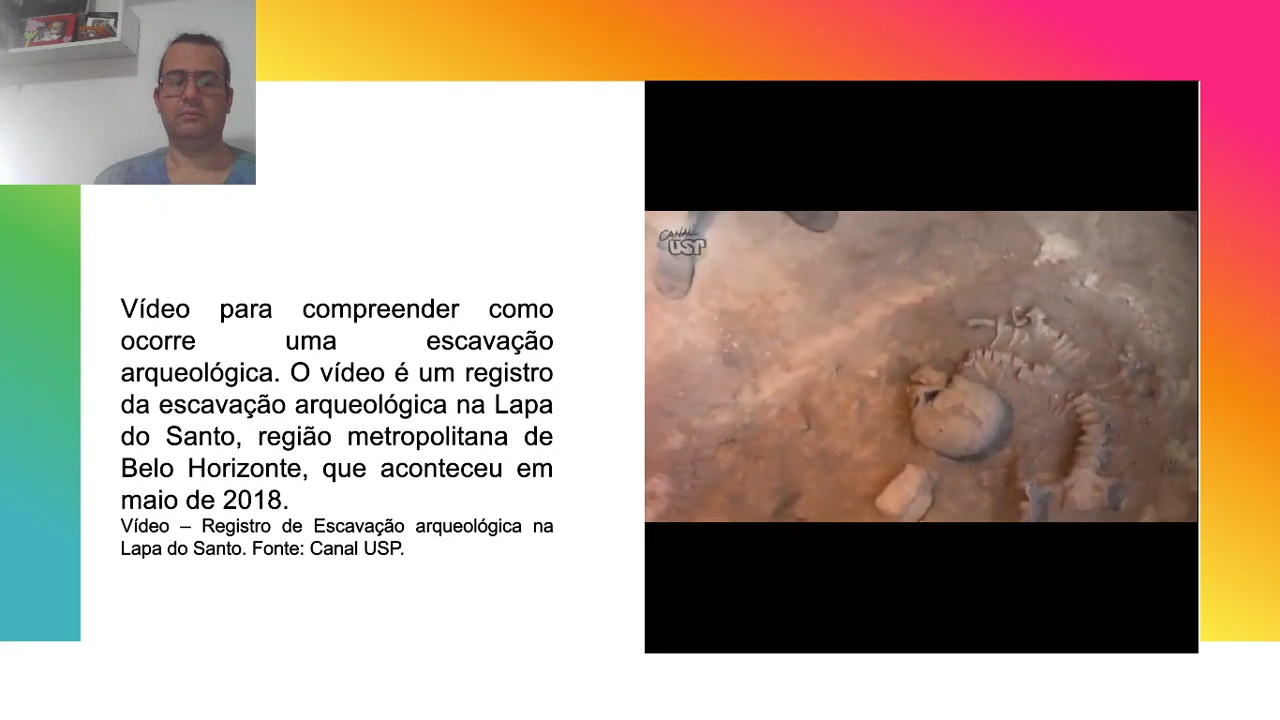 Vídeo para compreender como
ocorre uma escavação
arqueológica. O vídeo é um registro
da escavação arqueológica na Lapa
do Santo, região metropolitana de
Belo Horizonte, que aconteceu em
maio de 2018.
Vídeo – Registro de Escavação arqueológica na
Lapa do Santo. Fonte: Canal USP.
CANAL
USP